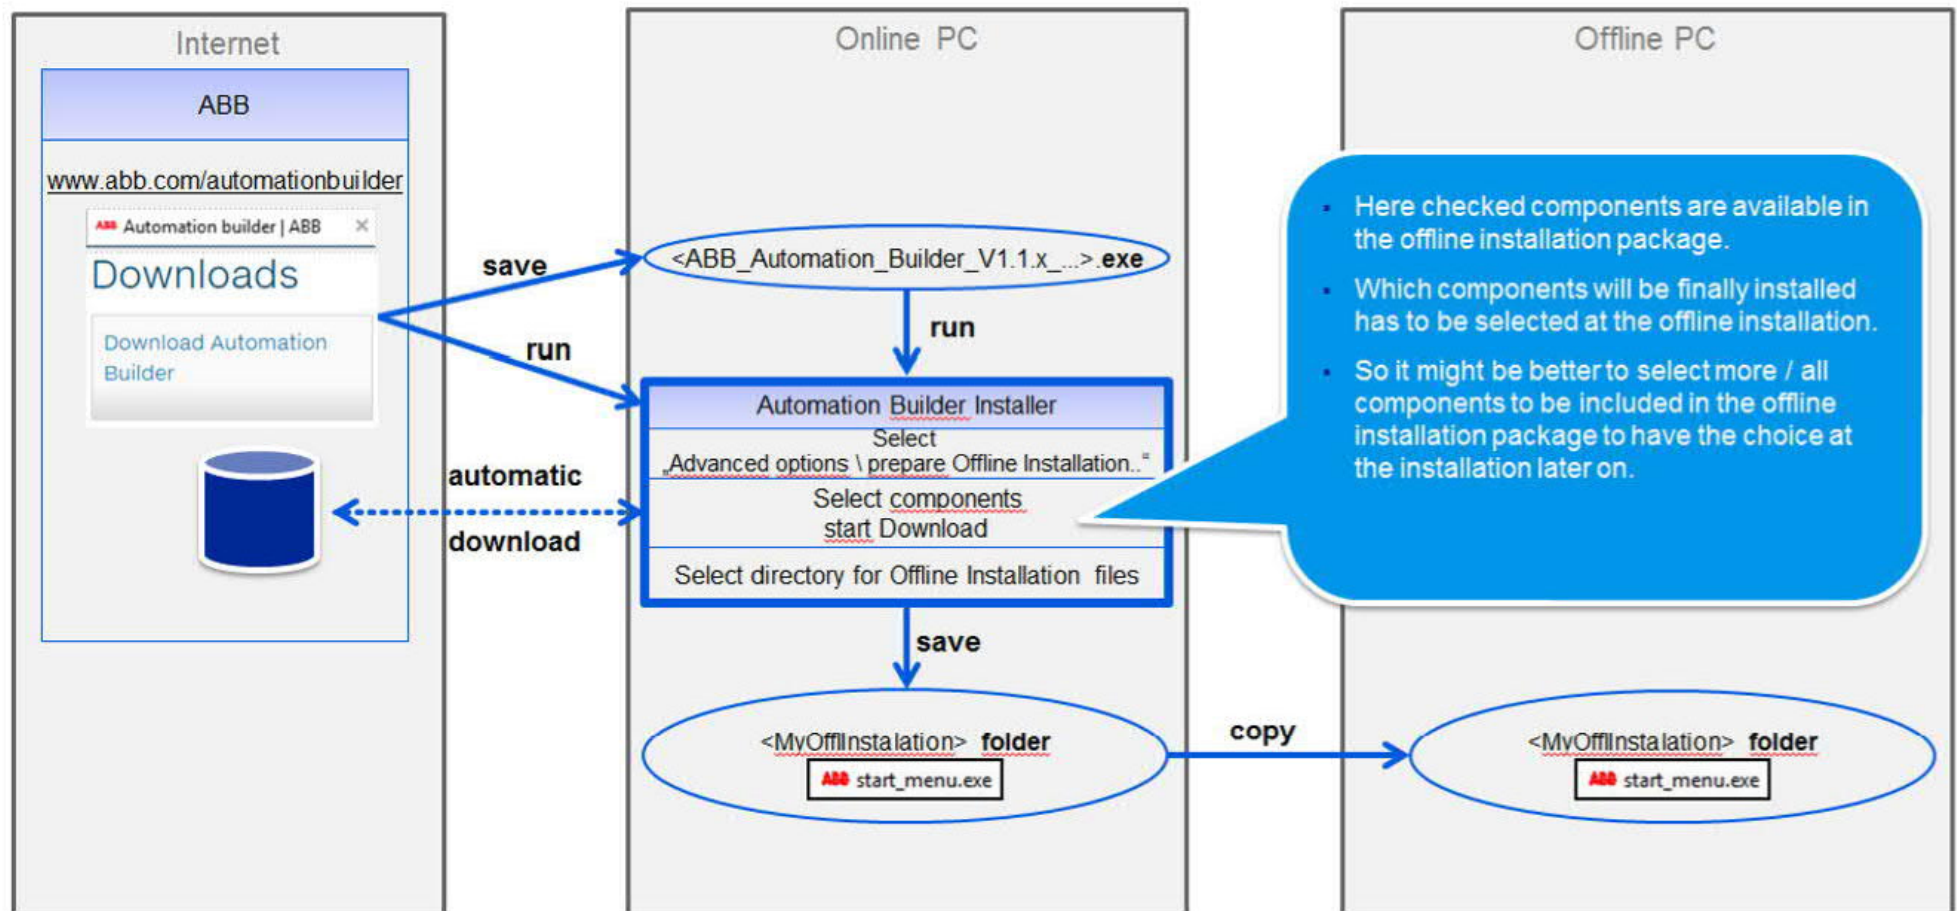 Internet
ABB
www.abb.com/automationbuilder
ABB Automation builder | ABB ×
Downloads
Download Automation
Builder
save
run
automatic
download
Online PC
<ABB_Automation_Builder_V1.1.x_...>.exe
run
Automation Builder Installer
Select
„Advanced options \ prepare Offline Installation..“
Select components
start Download
Select directory for Offline Installation files
save
<MyOfflInstalation> folder
ABB start_menu.exe
copy
Offline PC
▪ Here checked components are available in
the offline installation package.
▪ Which components will be finally installed
has to be selected at the offline installation.
▪ So it might be better to select more / all
components to be included in the offline
installation package to have the choice at
the installation later on.
<MyOfflInstalation> folder
ABB start_menu.exe